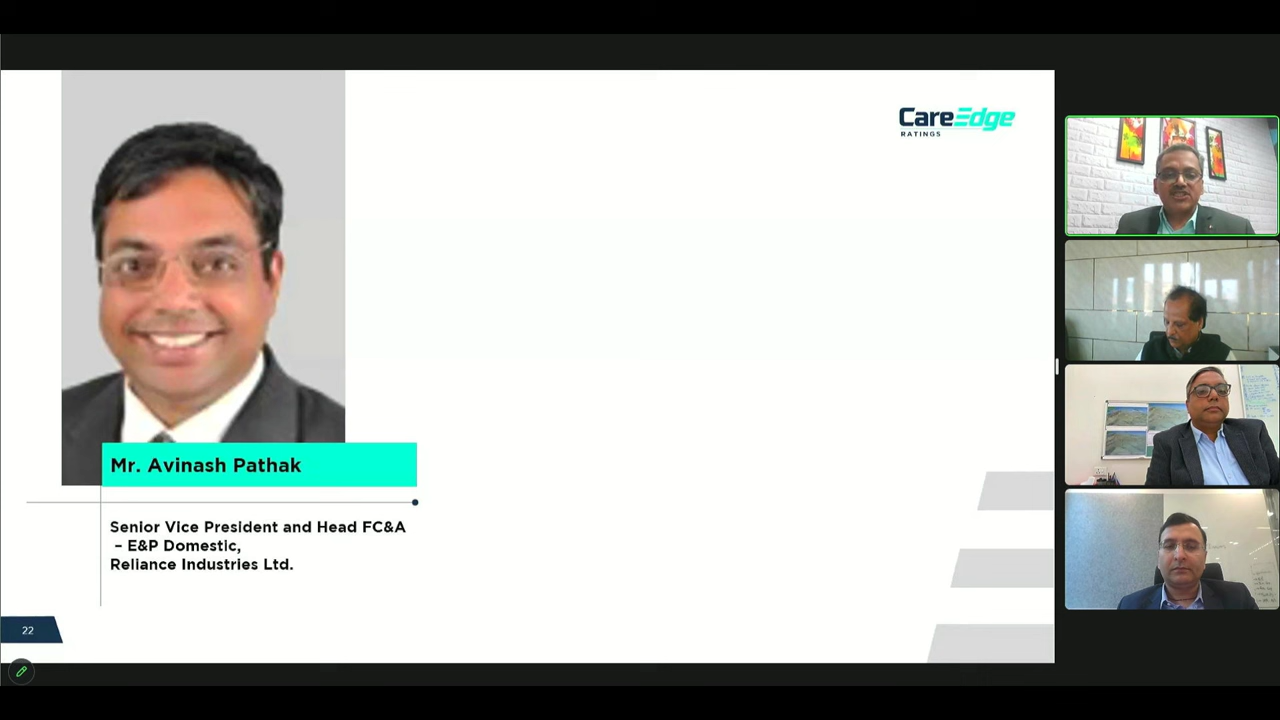 CareEdge
RATINGS
Mr. Avinash Pathak
Senior Vice President and Head FC&A
– E&P Domestic,
Reliance Industries Ltd.
22